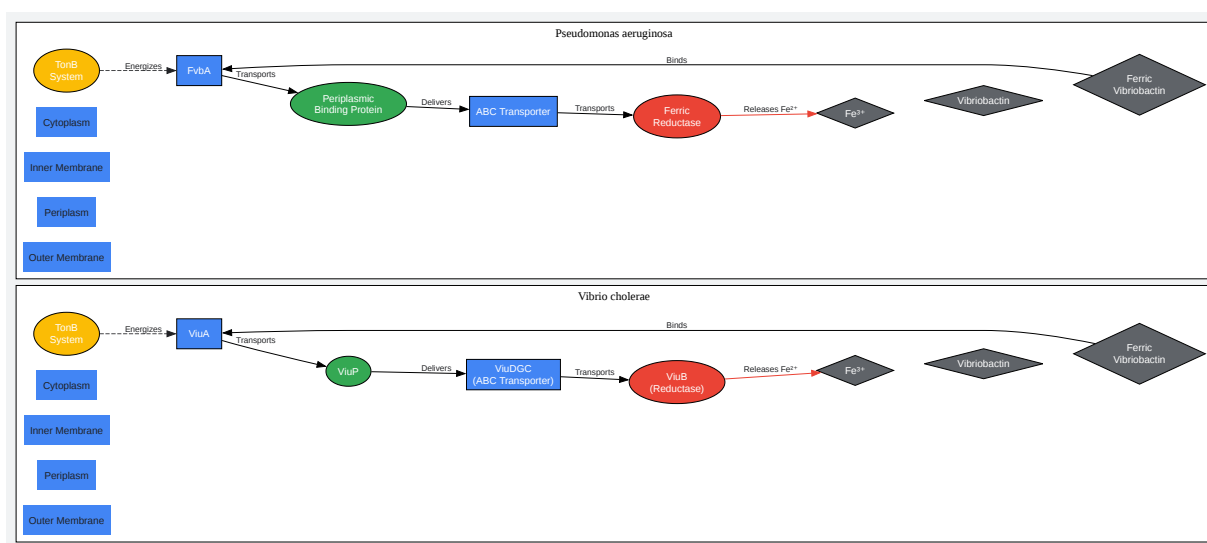 Pseudomonas aeruginosa
TonB
System
Energizes
FvbA
Transports
Binds
Periplasmic
Binding Protein
Delivers
ABC Transporter
Transports
Ferric
Reductase
Releases Fe²⁺
Fe³⁺
Vibriobactin
Ferric
Vibriobactin
Cytoplasm
Inner Membrane
Periplasm
Outer Membrane
Vibrio cholerae
TonB
System
Energizes
ViuA
Transports
Binds
ViuP
Delivers
ViuDGC
(ABC Transporter)
Transports
ViuB
(Reductase)
Releases Fe²⁺
Fe³⁺
Vibriobactin
Ferric
Vibriobactin
Cytoplasm
Inner Membrane
Periplasm
Outer Membrane